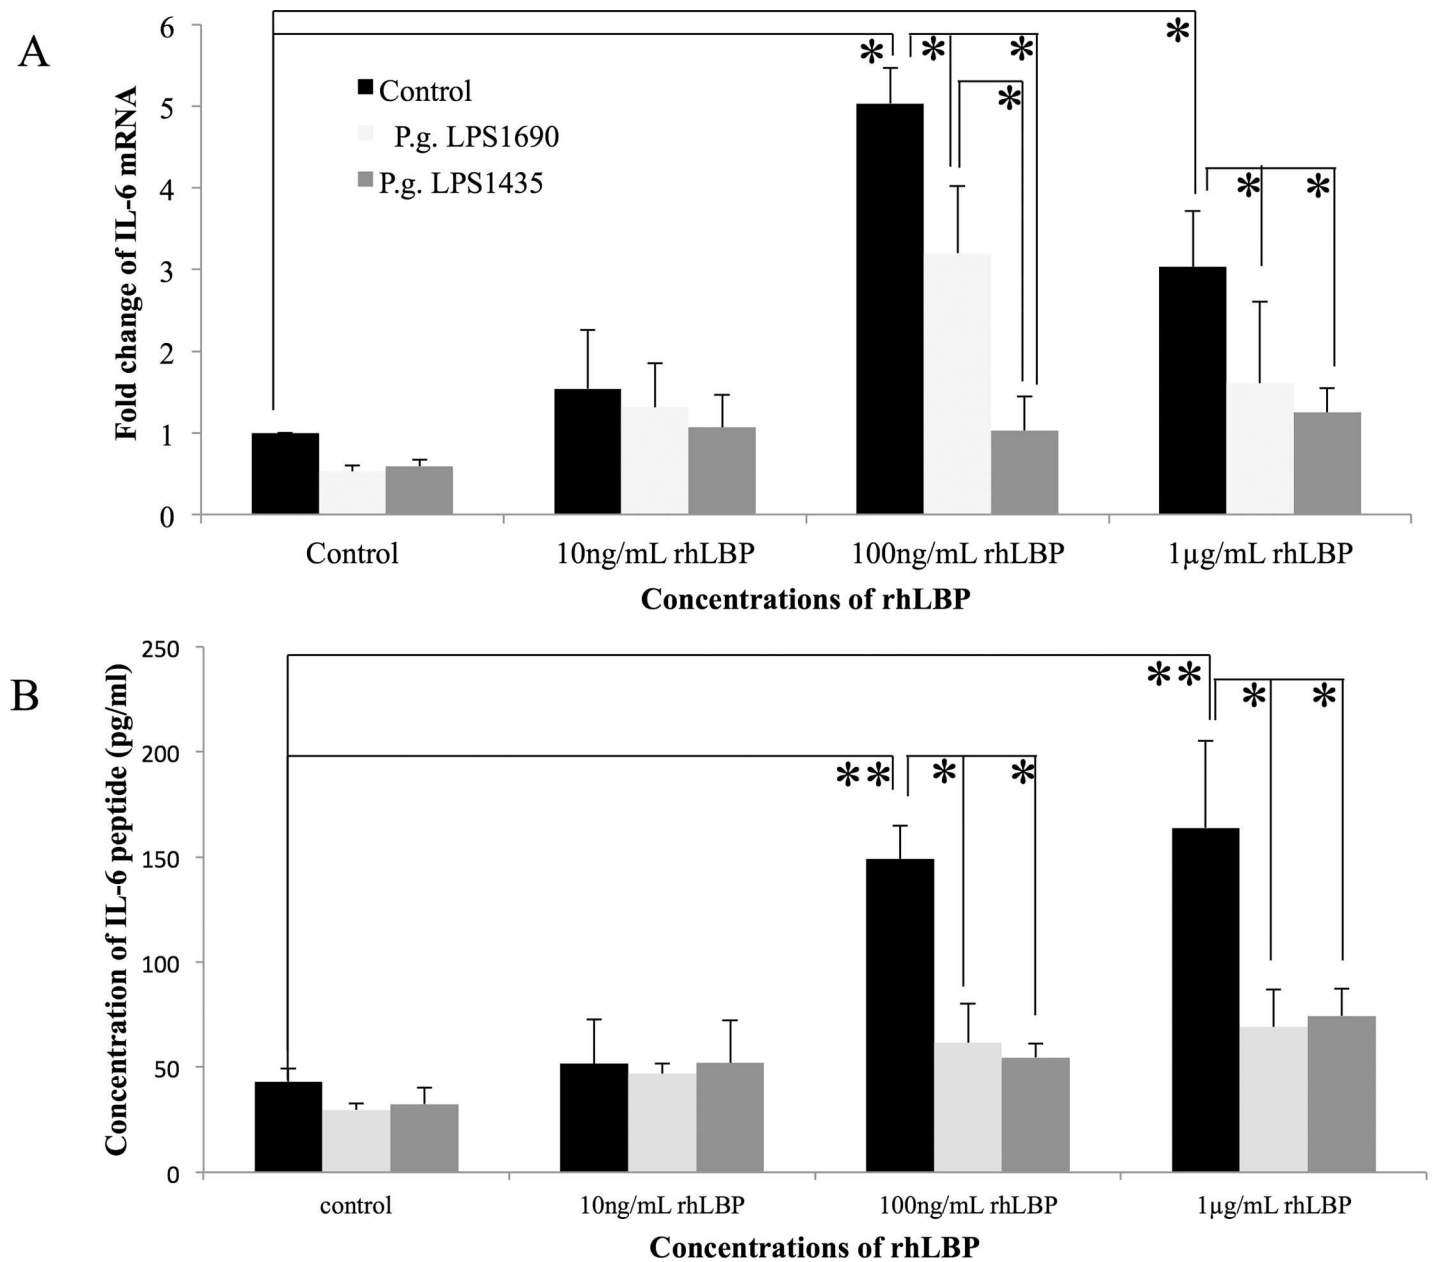 A
Fold change of IL-6 mRNA
6
5
4
3
2
1
0
Control
P.g. LPS1690
P.g. LPS1435
*
*
*
*
*
*
*
Control
10ng/mL rhLBP
100ng/mL rhLBP
1µg/mL rhLBP
Concentrations of rhLBP
B
Concentration of IL-6 peptide (pg/ml)
250
200
150
100
50
0
**
*
*
**
*
*
control
10ng/mL rhLBP
100ng/mL rhLBP
1µg/mL rhLBP
Concentrations of rhLBP